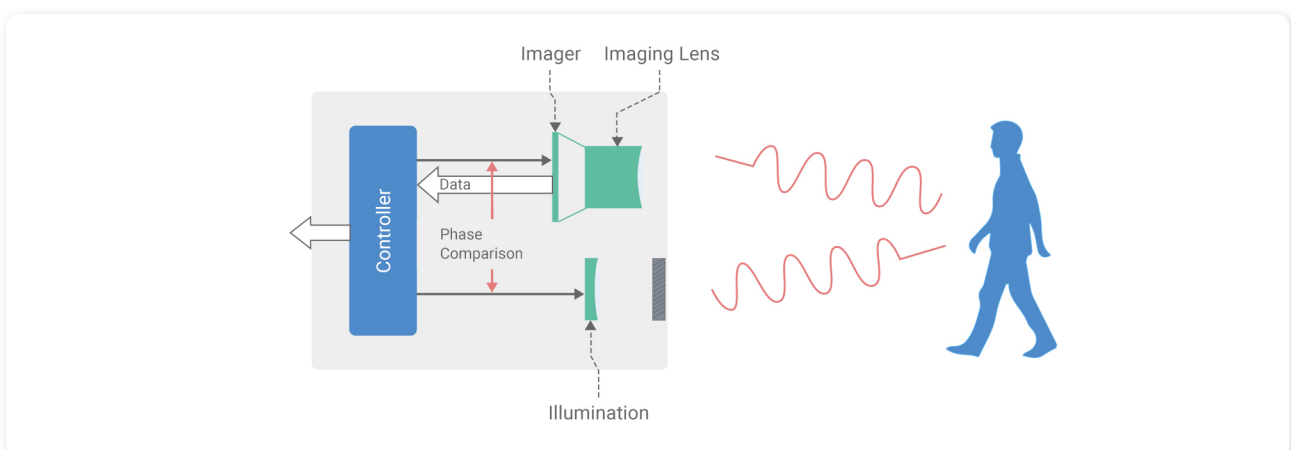 Imager
Imaging Lens
Controller
Data
Phase
Comparison
Illumination